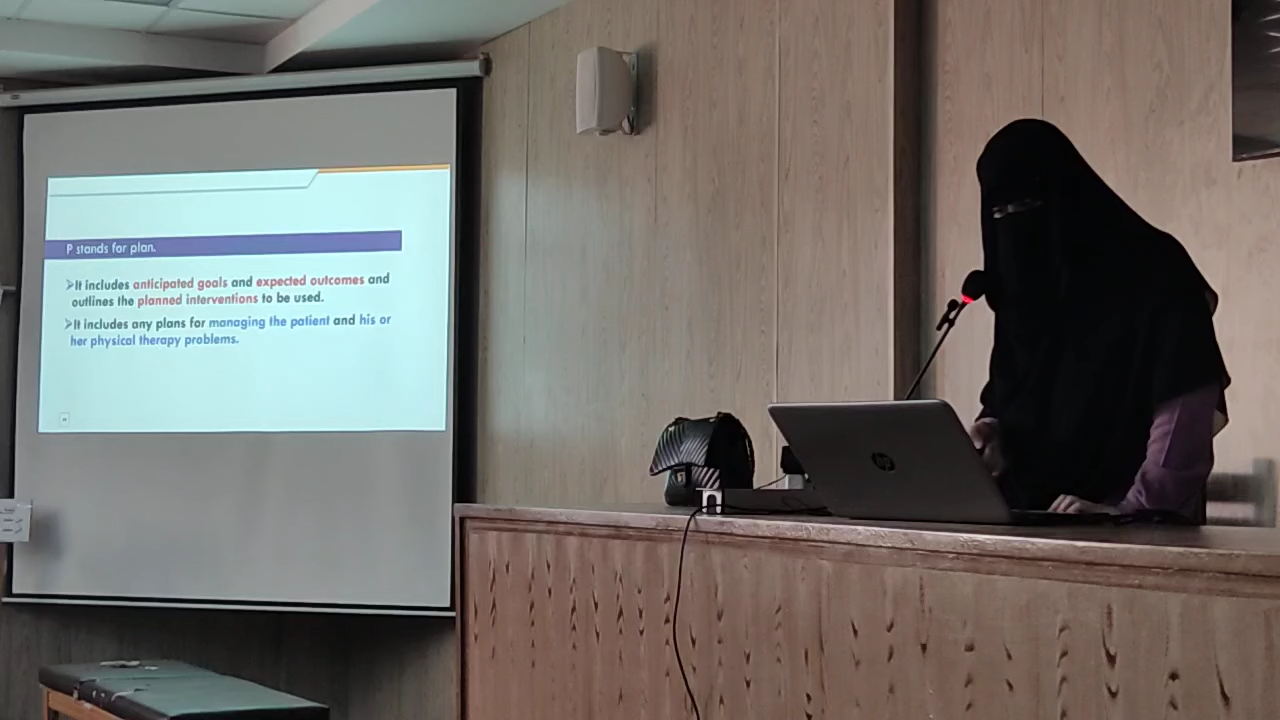 P stands for plan.
➢It includes anticipated goals and expected outcomes and
outlines the planned interventions to be used.
➢It includes any plans for managing the patient and his or
her physical therapy problems.
hp